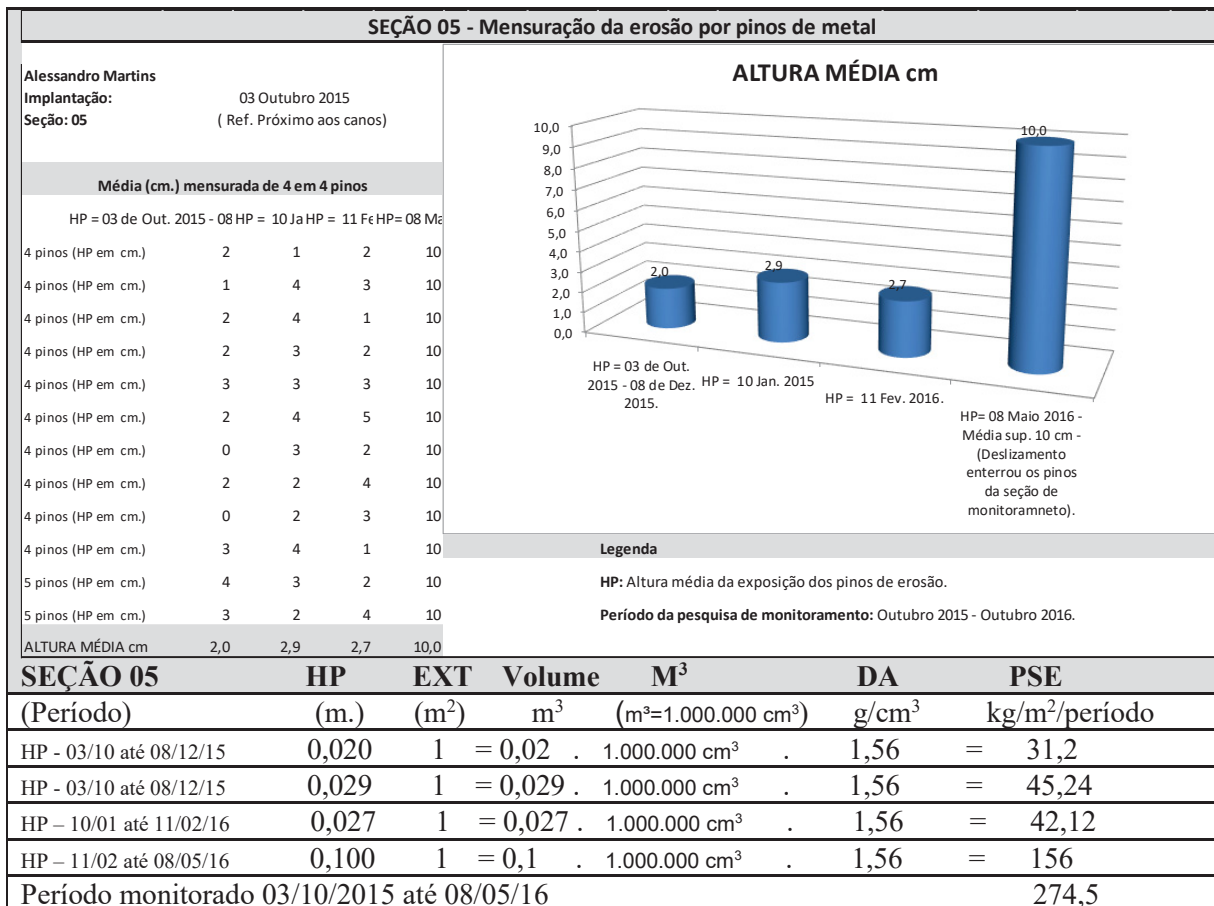 SEÇÃO 05 - Mensuração da erosão por pinos de metal
Alessandro Martins
Implantação: 03 Outubro 2015
Seção: 05 ( Ref. Próximo aos canos)
Média (cm.) mensurada de 4 em 4 pinos
HP = 03 de Out. 2015 - 08 HP = 10 Ja HP = 11 Fe HP= 08 Ma
4 pinos (HP em cm.) 2 1 2 10
4 pinos (HP em cm.) 1 4 3 10
4 pinos (HP em cm.) 2 4 1 10
4 pinos (HP em cm.) 2 3 2 10
4 pinos (HP em cm.) 3 3 3 10
4 pinos (HP em cm.) 2 4 5 10
4 pinos (HP em cm.) 0 3 2 10
4 pinos (HP em cm.) 2 2 4 10
4 pinos (HP em cm.) 0 2 3 10
4 pinos (HP em cm.) 3 4 1 10
5 pinos (HP em cm.) 4 3 2 10
5 pinos (HP em cm.) 3 2 4 10
ALTURA MÉDIA cm 2,0 2,9 2,7 10,0
ALTURA MÉDIA cm
10,0
9,0
8,0
7,0
6,0
5,0
4,0
3,0
2,0
1,0
0,0
2,0
2,9
2,7
10,0
HP = 03 de Out.
2015 - 08 de Dez.
2015.
HP = 10 Jan. 2015
HP = 11 Fev. 2016.
HP= 08 Maio 2016 -
Média sup. 10 cm -
(Deslizamento
enterrou os pinos
da seção de
monitoramneto).
Legenda
HP: Altura média da exposição dos pinos de erosão.
Período da pesquisa de monitoramento: Outubro 2015 - Outubro 2016.
SEÇÃO 05 HP EXT Volume M³ DA PSE
(Período) (m.) (m²) m³ (m³=1.000.000 cm³) g/cm³ kg/m²/período
HP - 03/10 até 08/12/15 0,020 1 = 0,02 . 1.000.000 cm³ . 1,56 = 31,2
HP - 03/10 até 08/12/15 0,029 1 = 0,029 . 1.000.000 cm³ . 1,56 = 45,24
HP – 10/01 até 11/02/16 0,027 1 = 0,027 . 1.000.000 cm³ . 1,56 = 42,12
HP – 11/02 até 08/05/16 0,100 1 = 0,1 . 1.000.000 cm³ . 1,56 = 156
Período monitorado 03/10/2015 até 08/05/16 274,5